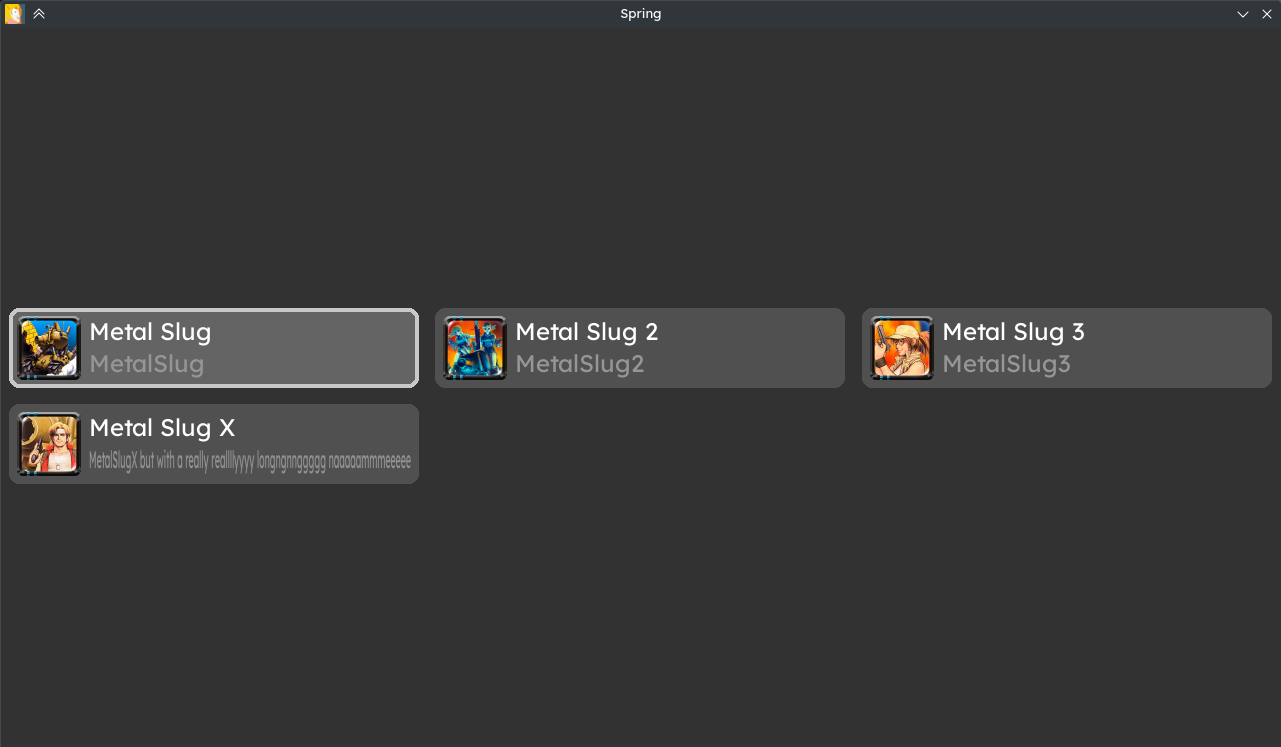 Spring
Metal Slug
MetalSlug
Metal Slug 2
MetalSlug2
Metal Slug 3
MetalSlug3
Metal Slug X
MetalSlugX but with a really realllllyyyy longngnnggggg naaaaammmeeeee